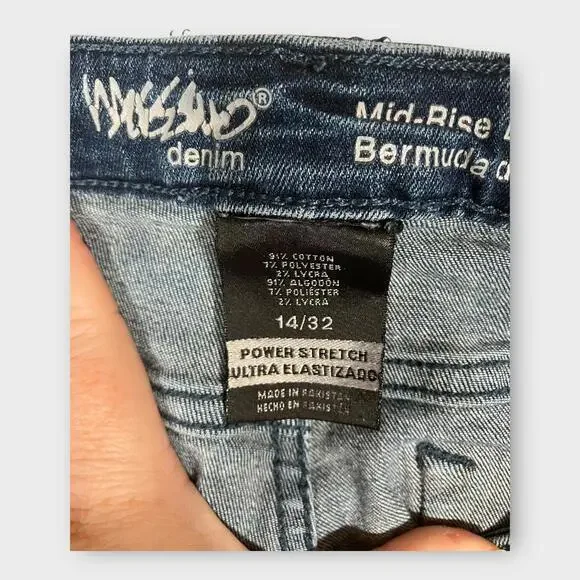 Mossimo®
denim
Mid-Rise
Bermuda
91% COTTON
7% POLYESTER
2% LYCRA
91% ALGODÓN
7% POLIÉSTER
2% LYCRA
14/32
POWER STRETCH
ULTRA ELASTIZADO
MADE IN PAKISTAN
HECHO EN PAKISTÁN